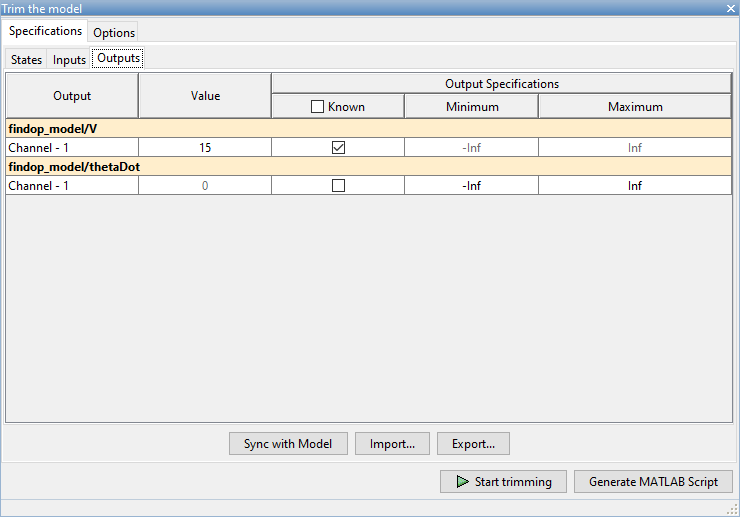 Trim the model
Specifications Options
States Inputs Outputs
Output Value Output Specifications
Known Minimum Maximum
findop_model/V
Channel - 1 15 -Inf Inf
findop_model/thetaDot
Channel - 1 0 -Inf Inf
Sync with Model Import... Export...
Start trimming Generate MATLAB Script